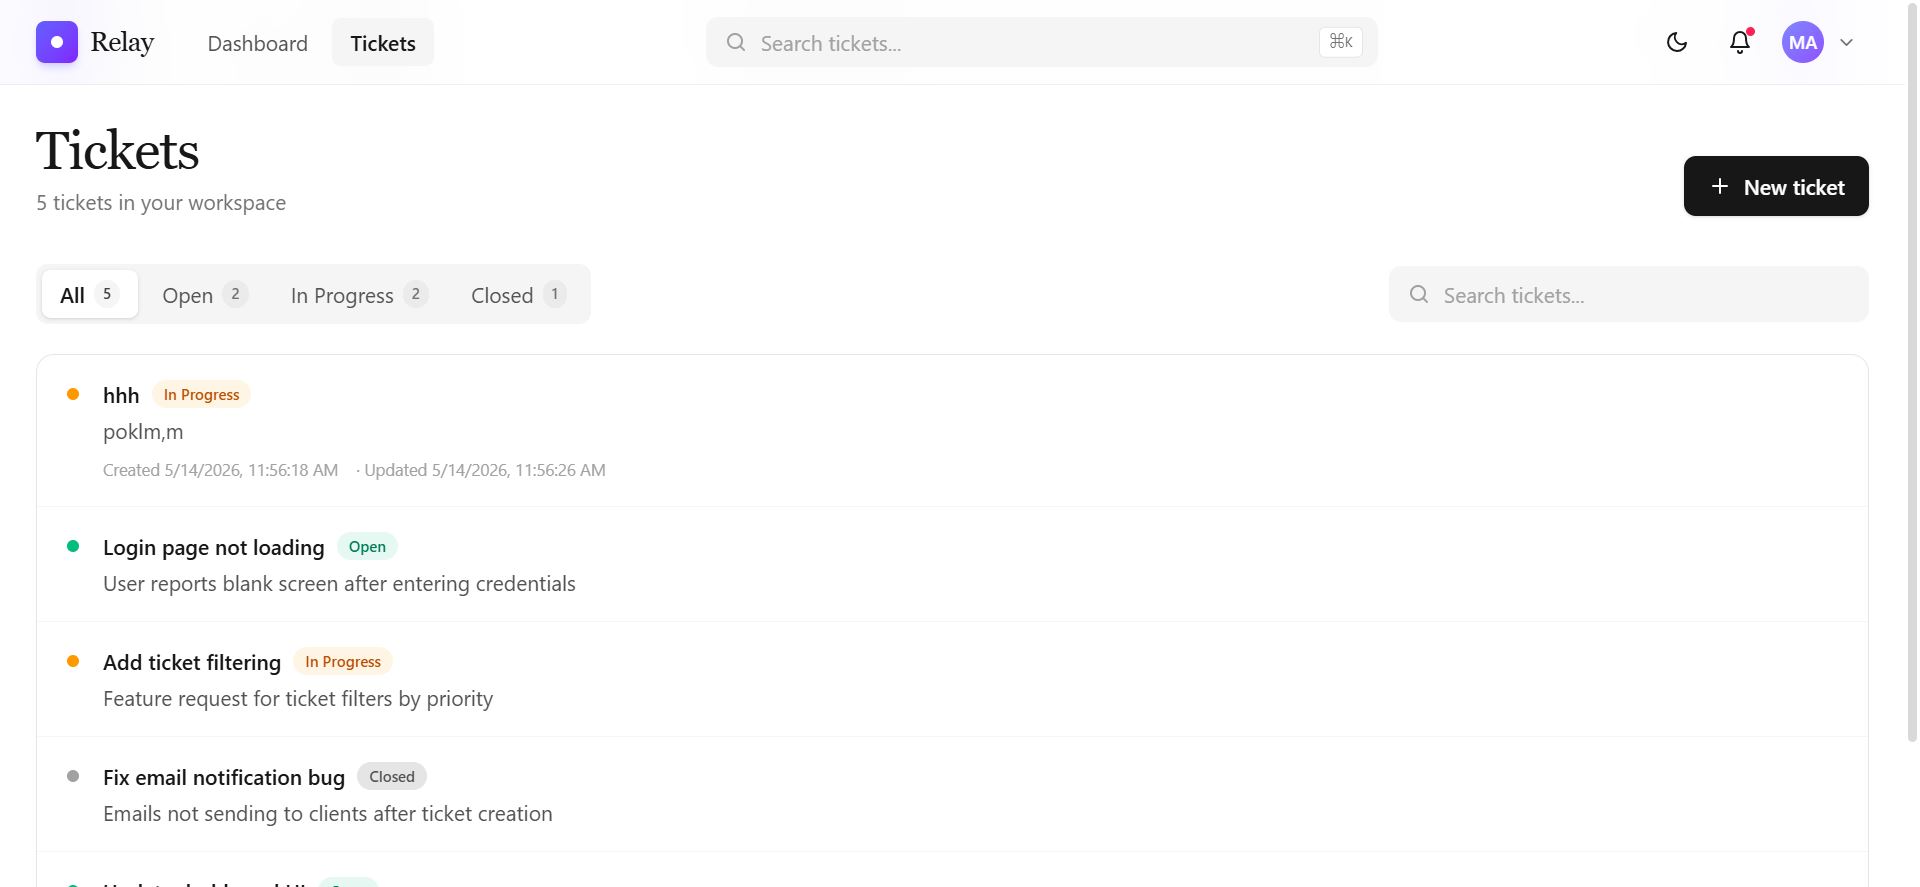 Relay
Dashboard
Tickets
Search tickets...
⌘K
MA
Tickets
5 tickets in your workspace
+ New ticket
All 5
Open 2
In Progress 2
Closed 1
Search tickets...
hhh In Progress
poklm,m
Created 5/14/2026, 11:56:18 AM · Updated 5/14/2026, 11:56:26 AM
Login page not loading Open
User reports blank screen after entering credentials
Add ticket filtering In Progress
Feature request for ticket filters by priority
Fix email notification bug Closed
Emails not sending to clients after ticket creation